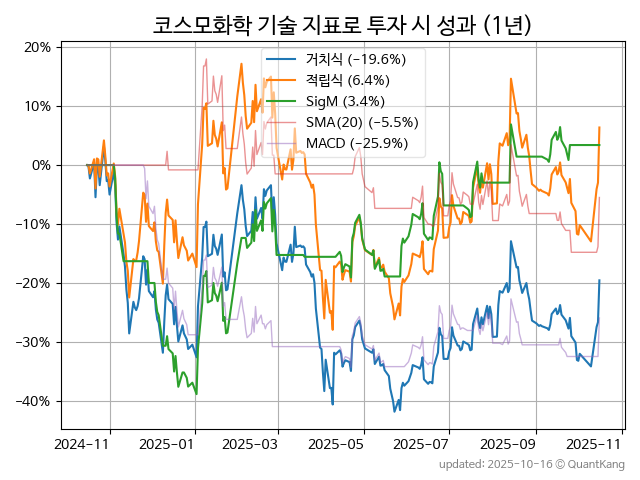 코스모화학 기술 지표로 투자 시 성과 (1년)
20%
10%
0%
−10%
−20%
−30%
−40%
거치식 (−19.6%)
적립식 (6.4%)
SigM (3.4%)
SMA(20) (−5.5%)
MACD (−25.9%)
2024-11
2025-01
2025-03
2025-05
2025-07
2025-09
2025-11
updated: 2025-10-16 © QuantKang